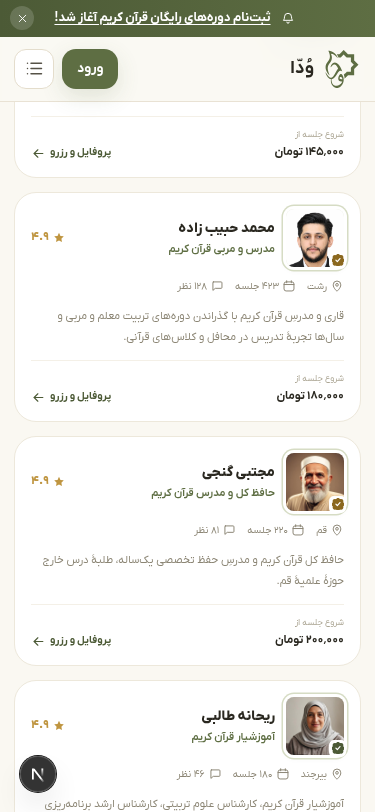 ثبت‌نام دوره‌های رایگان قرآن کریم آغاز شد!
وُدّا
ورود
شروع جلسه از
۱۴۵,۰۰۰ تومان
پروفایل و رزرو
محمد حبیب زاده
۴.۹
مدرس و مربی قرآن کریم
رشت ۴۲۳ جلسه ۱۲۸ نظر
قاری و مدرس قرآن کریم با گذراندن دوره‌های تربیت معلم و مربی و
سال‌ها تجربهٔ تدریس در محافل و کلاس‌های قرآنی.
شروع جلسه از
۱۸۰,۰۰۰ تومان
پروفایل و رزرو
مجتبی گنجی
۴.۹
حافظ کل و مدرس قرآن کریم
قم ۲۲۰ جلسه ۸۱ نظر
حافظ کل قرآن کریم و مدرس حفظ تخصصی یک‌ساله، طلبهٔ درس خارج
حوزهٔ علمیهٔ قم.
شروع جلسه از
۲۰۰,۰۰۰ تومان
پروفایل و رزرو
ریحانه طالبی
۴.۹
آموزشیار قرآن کریم
بیرجند ۱۸۰ جلسه ۴۶ نظر
آموزشیار قرآن کریم، کارشناس علوم تربیتی، کارشناس ارشد برنامه‌ریزی
N